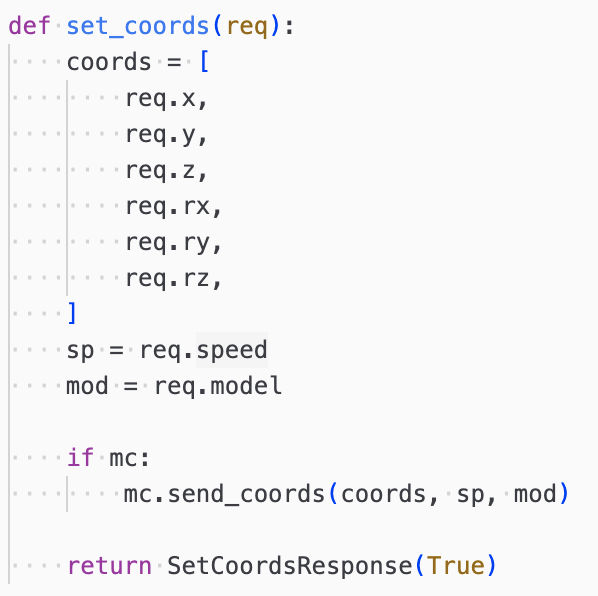 def set_coords(req):
    coords = [
        req.x,
        req.y,
        req.z,
        req.rx,
        req.ry,
        req.rz,
    ]
    sp = req.speed
    mod = req.model

    if mc:
        mc.send_coords(coords, sp, mod)

    return SetCoordsResponse(True)